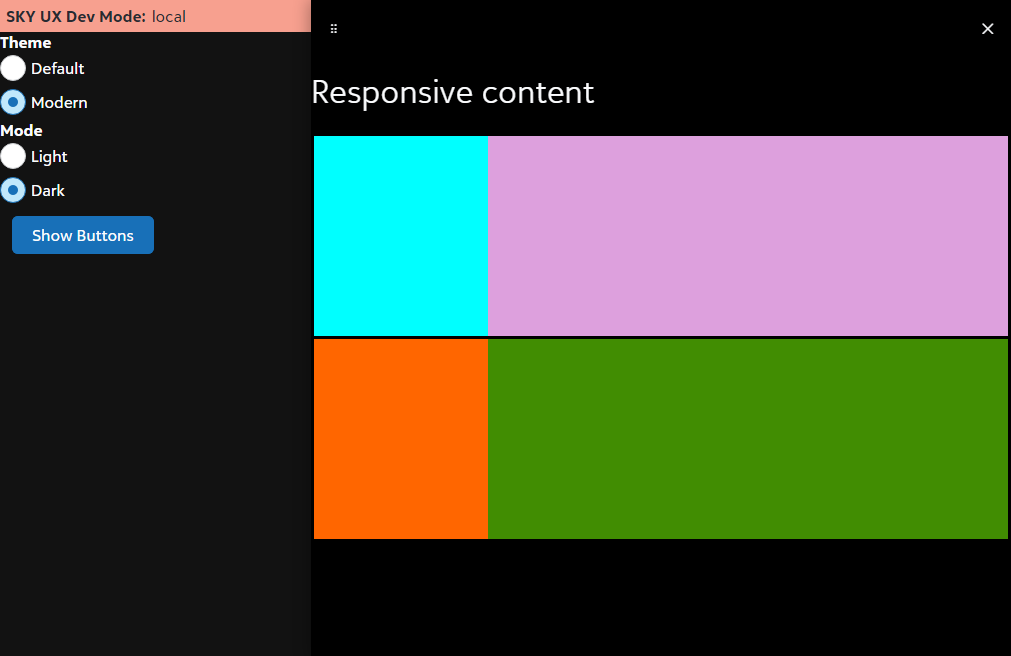 SKY UX Dev Mode: local
Theme
Default
Modern
Mode
Light
Dark
Show Buttons
Responsive content